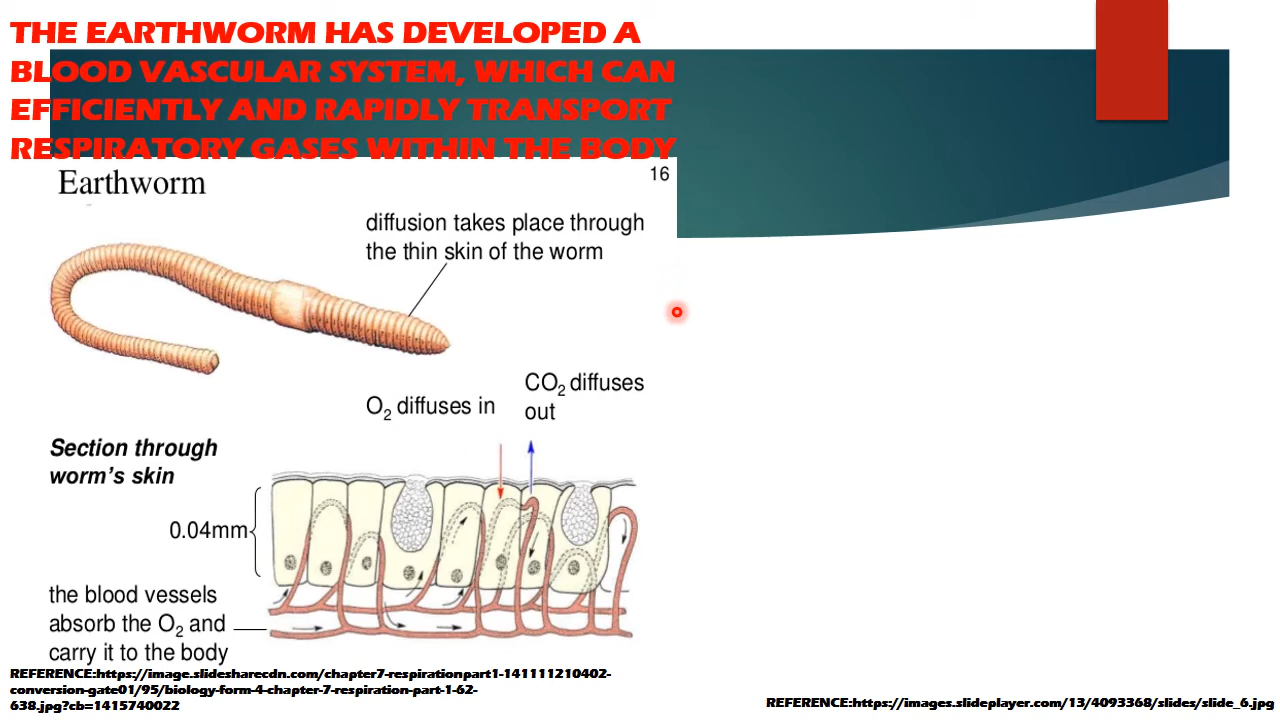 THE EARTHWORM HAS DEVELOPED A
BLOOD VASCULAR SYSTEM, WHICH CAN
EFFICIENTLY AND RAPIDLY TRANSPORT
RESPIRATORY GASES WITHIN THE BODY
Earthworm
16
diffusion takes place through
the thin skin of the worm
O₂ diffuses in
CO₂ diffuses
out
Section through
worm's skin
0.04mm
the blood vessels
absorb the O₂ and
carry it to the body
REFERENCE:https://image.slidesharecdn.com/chapter7-respirationpart1-141111210402-
conversion-gate01/95/biology-form-4-chapter-7-respiration-part-1-62-
638.jpg?cb=1415740022
REFERENCE:https://images.slideplayer.com/13/4093368/slides/slide_6.jpg